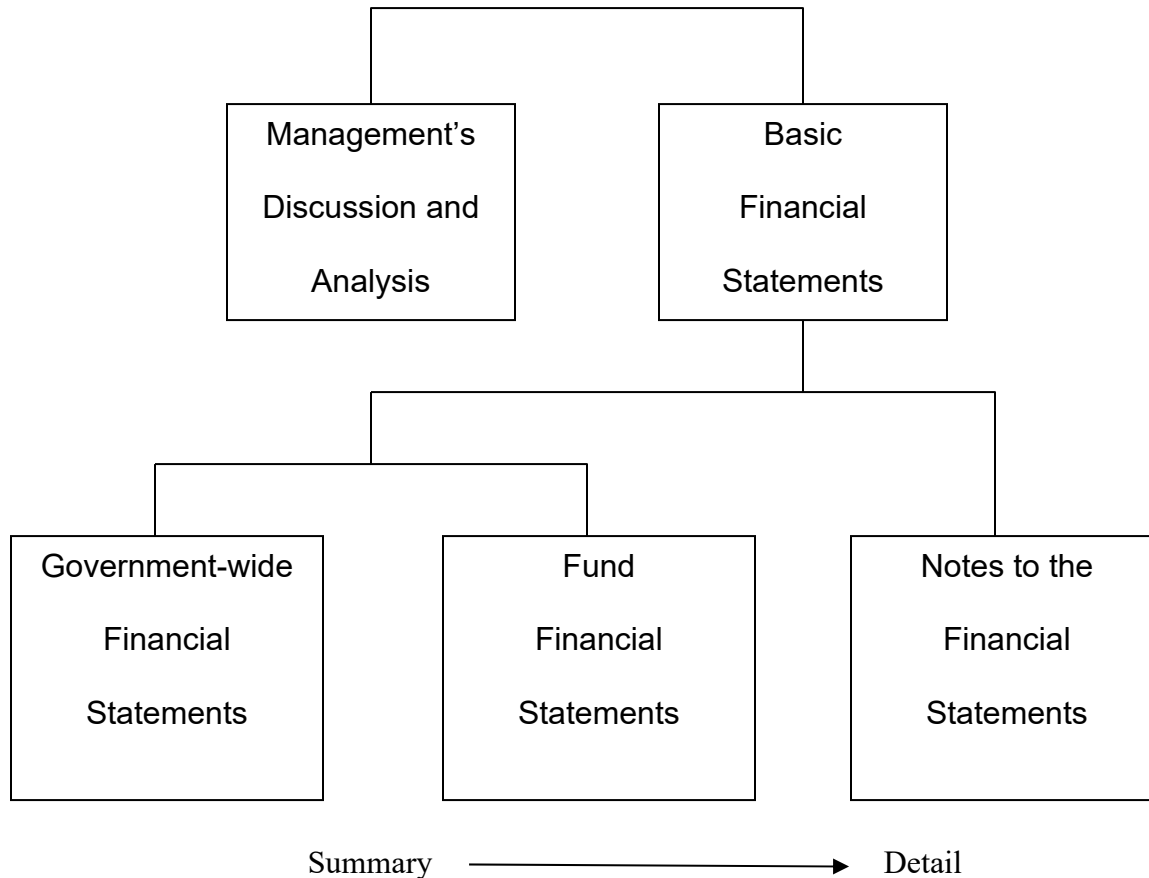 Management’s
Discussion and
Analysis
Basic
Financial
Statements
Government-wide
Financial
Statements
Fund
Financial
Statements
Notes to the
Financial
Statements
Summary
Detail